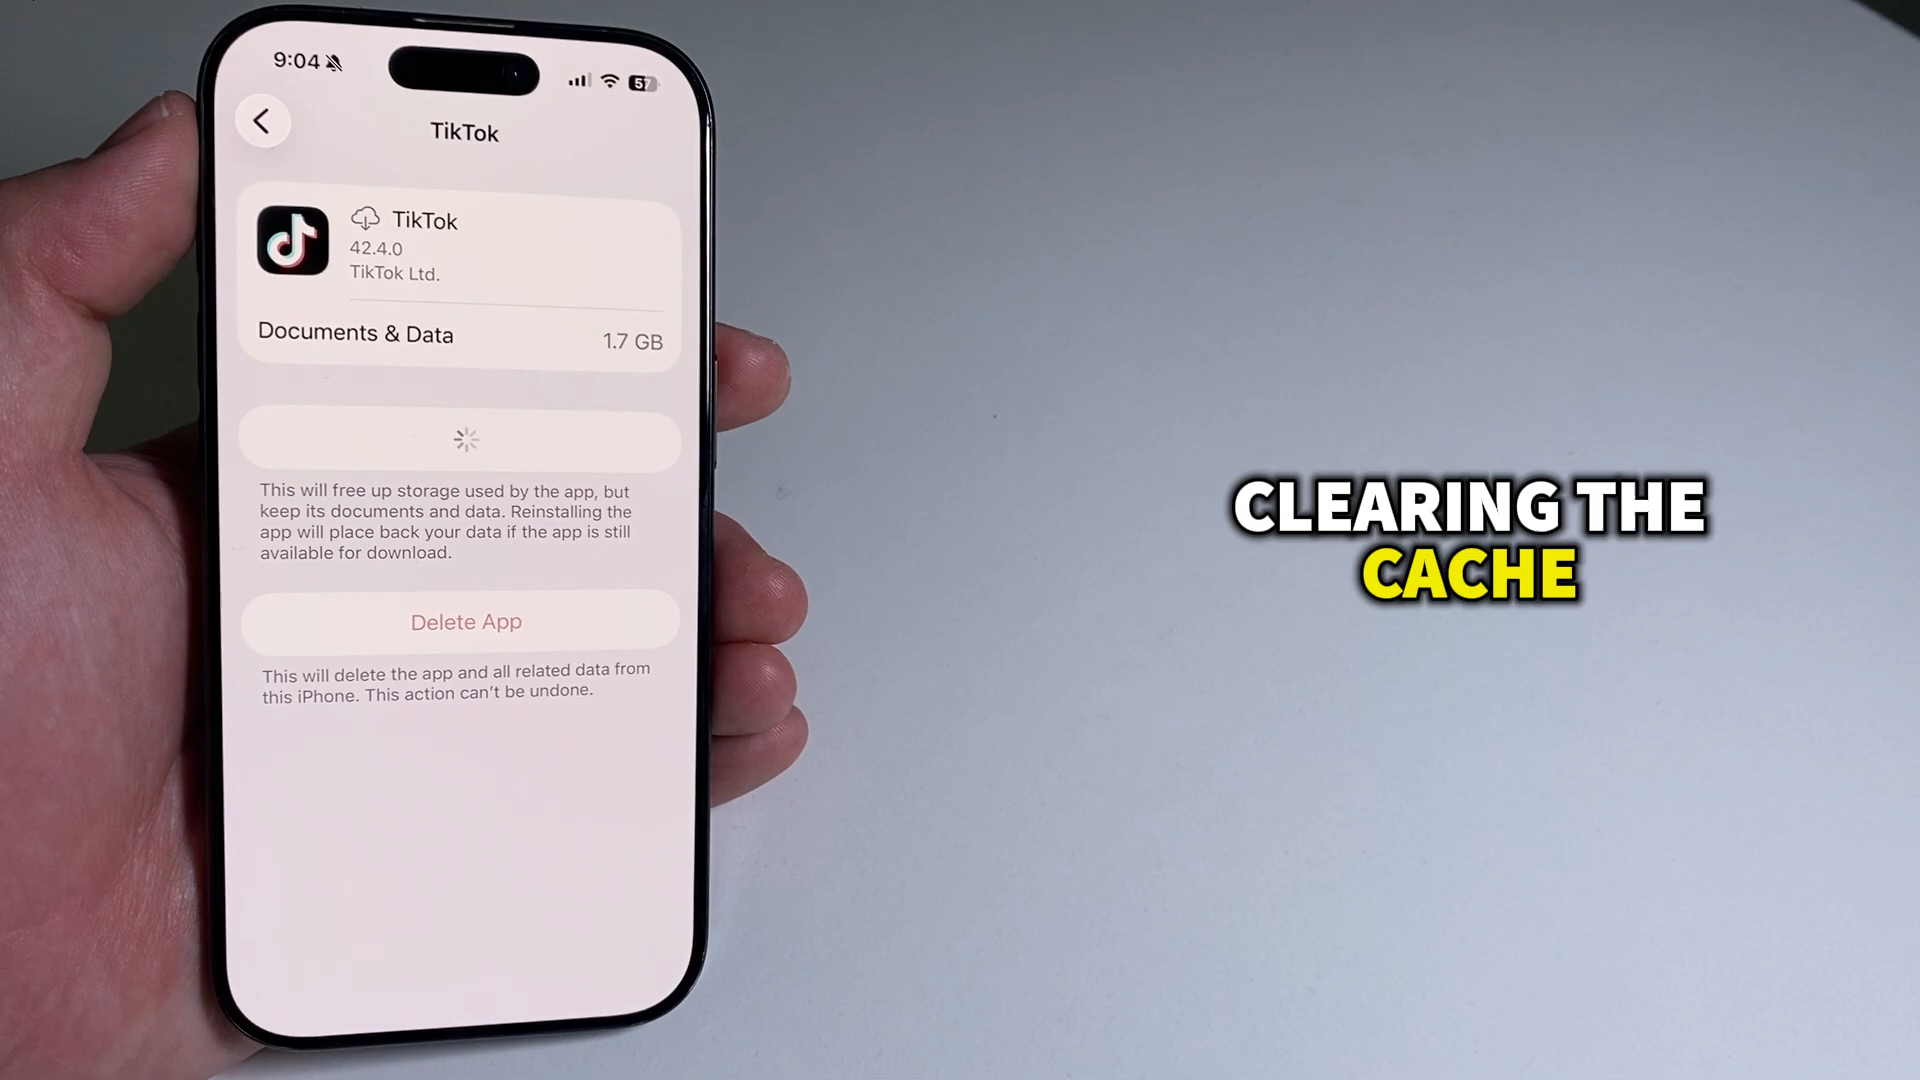 9:04
57
TikTok
TikTok
42.4.0
TikTok Ltd.
Documents & Data 1.7 GB
This will free up storage used by the app, but
keep its documents and data. Reinstalling the
app will place back your data if the app is still
available for download.
Delete App
This will delete the app and all related data from
this iPhone. This action can't be undone.
CLEARING THE
CACHE